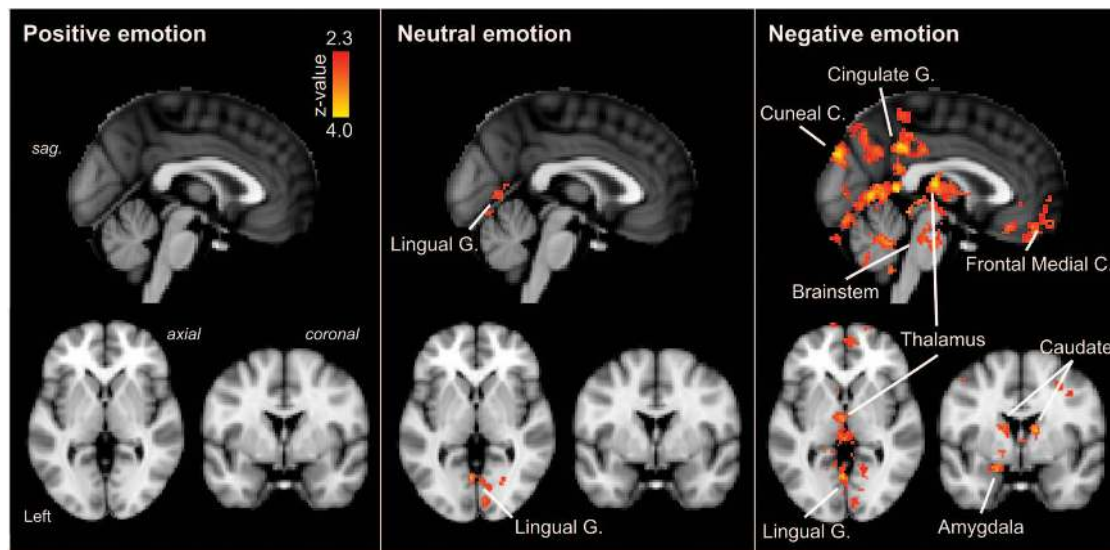 Positive emotion
2.3
z-value
4.0
sag.
axial
coronal
Left
Neutral emotion
Lingual G.
Lingual G.
Negative emotion
Cingulate G.
Cuneal C.
Frontal Medial C.
Brainstem
Thalamus
Caudate
Lingual G.
Amygdala